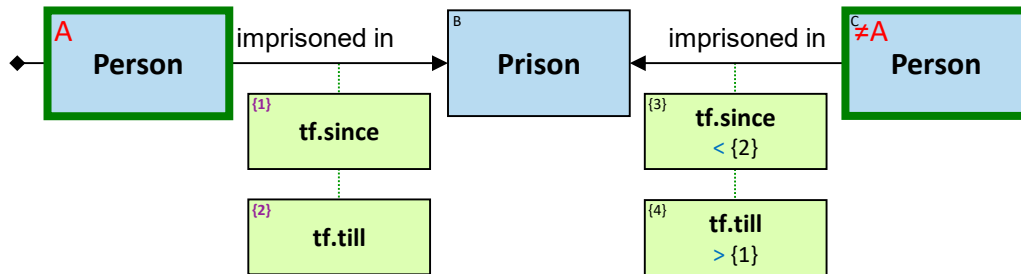 A
Person
imprisoned in
B
Prison
imprisoned in
C
≠A
Person
{1}
tf.since
{2}
tf.till
{3}
tf.since
< {2}
{4}
tf.till
> {1}